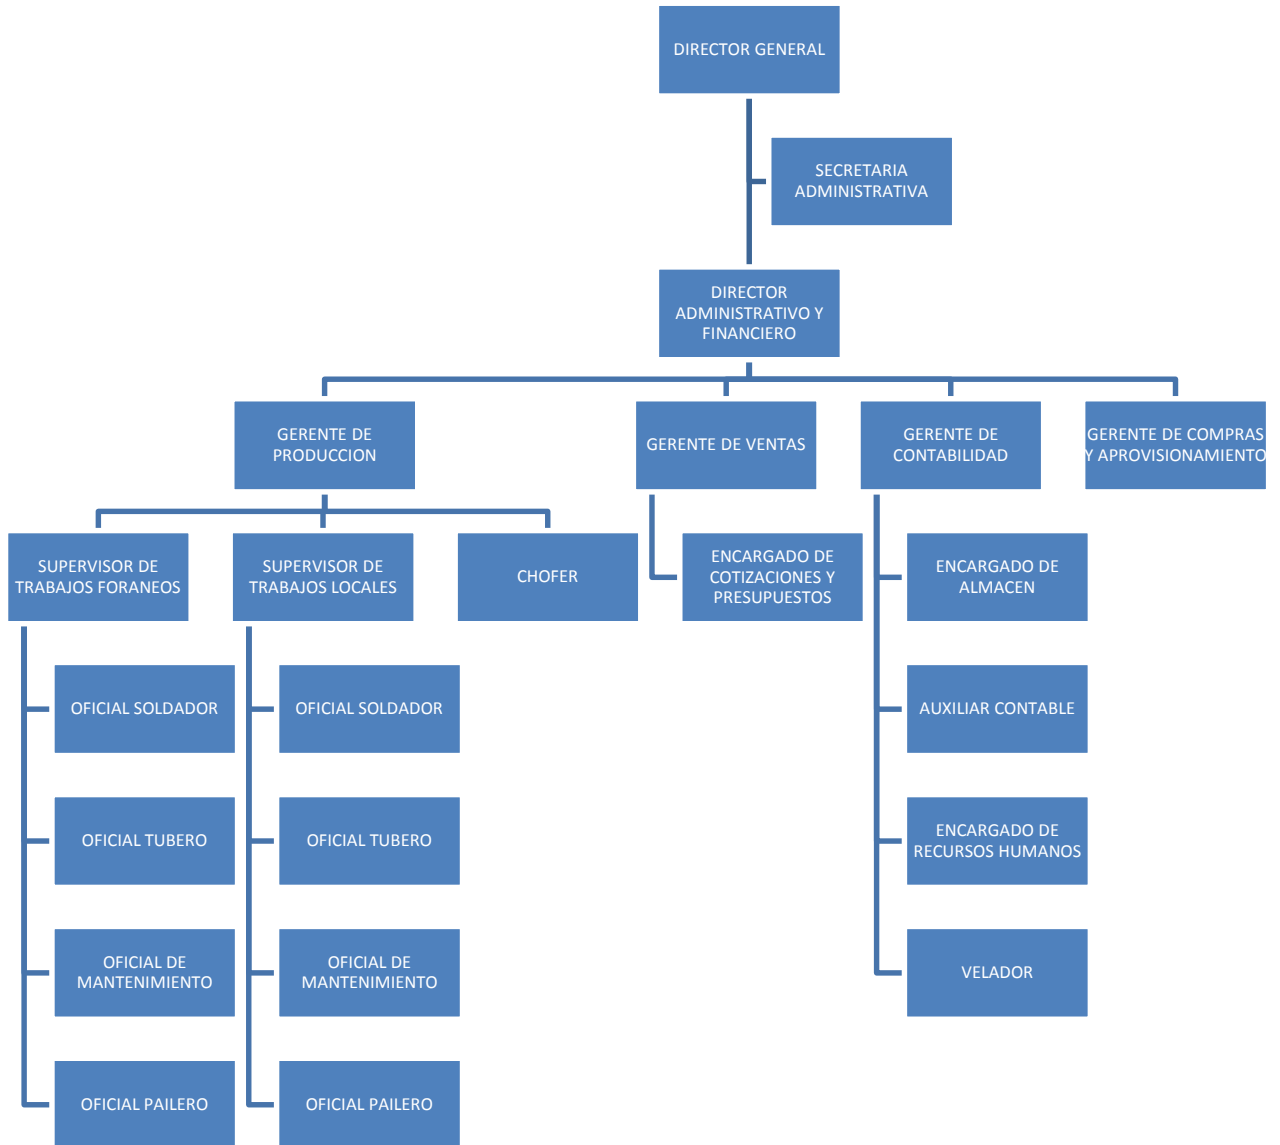 DIRECTOR GENERAL
SECRETARIA
ADMINISTRATIVA
DIRECTOR
ADMINISTRATIVO Y
FINANCIERO
GERENTE DE
PRODUCCION
GERENTE DE VENTAS
GERENTE DE
CONTABILIDAD
GERENTE DE COMPRAS
Y APROVISIONAMIENTO
SUPERVISOR DE
TRABAJOS FORANEOS
SUPERVISOR DE
TRABAJOS LOCALES
CHOFER
ENCARGADO DE
COTIZACIONES Y
PRESUPUESTOS
ENCARGADO DE
ALMACEN
OFICIAL SOLDADOR
OFICIAL SOLDADOR
AUXILIAR CONTABLE
OFICIAL TUBERO
OFICIAL TUBERO
ENCARGADO DE
RECURSOS HUMANOS
OFICIAL DE
MANTENIMIENTO
OFICIAL DE
MANTENIMIENTO
VELADOR
OFICIAL PAILERO
OFICIAL PAILERO